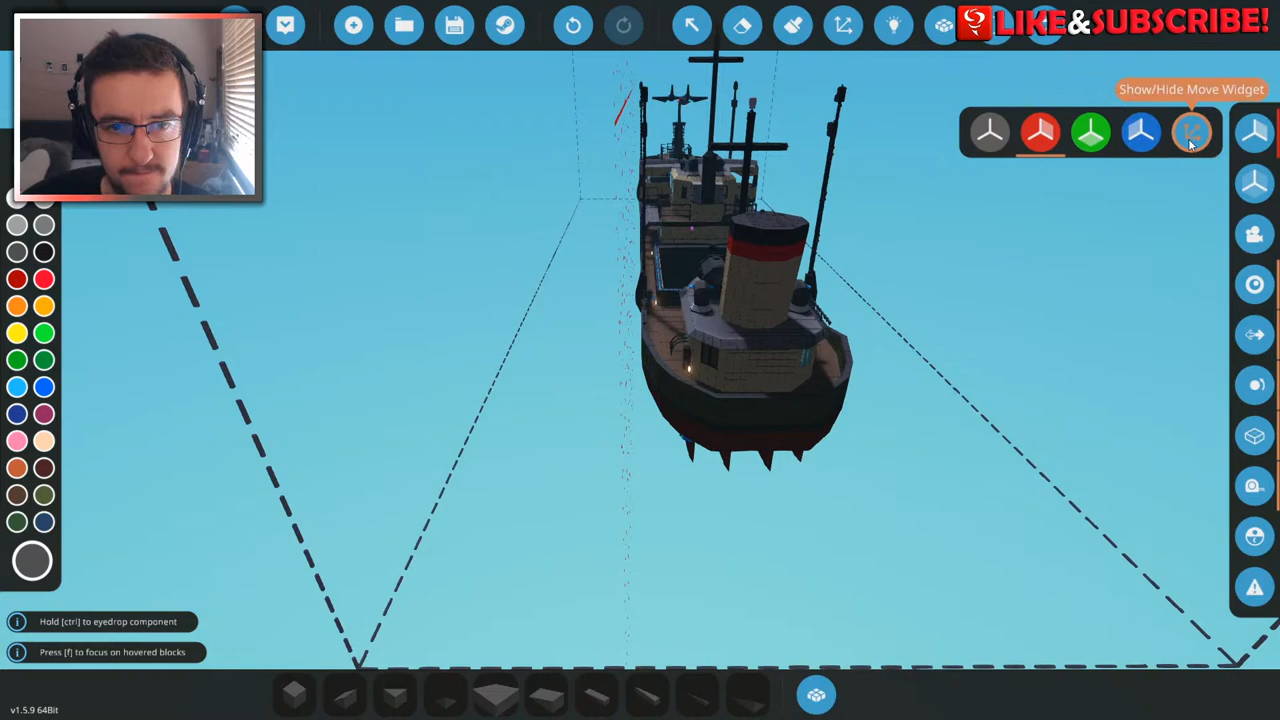 LIKE&SUBSCRIBE!
Show/Hide Move Widget
Hold [ctrl] to eyedrop component
Press [f] to focus on hovered blocks
v1.5.9 64Bit